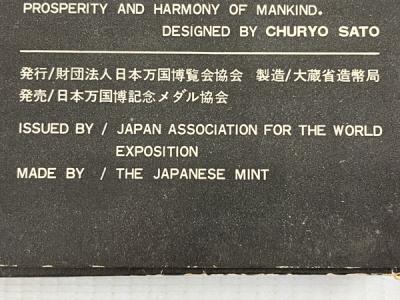 PROSPERITY AND HARMONY OF MANKIND.
DESIGNED BY CHURYO SATO
発行/財団法人日本万国博覧会協会 製造/大蔵省造幣局
発売/日本万国博記念メダル協会
ISSUED BY / JAPAN ASSOCIATION FOR THE WORLD
EXPOSITION
MADE BY / THE JAPANESE MINT